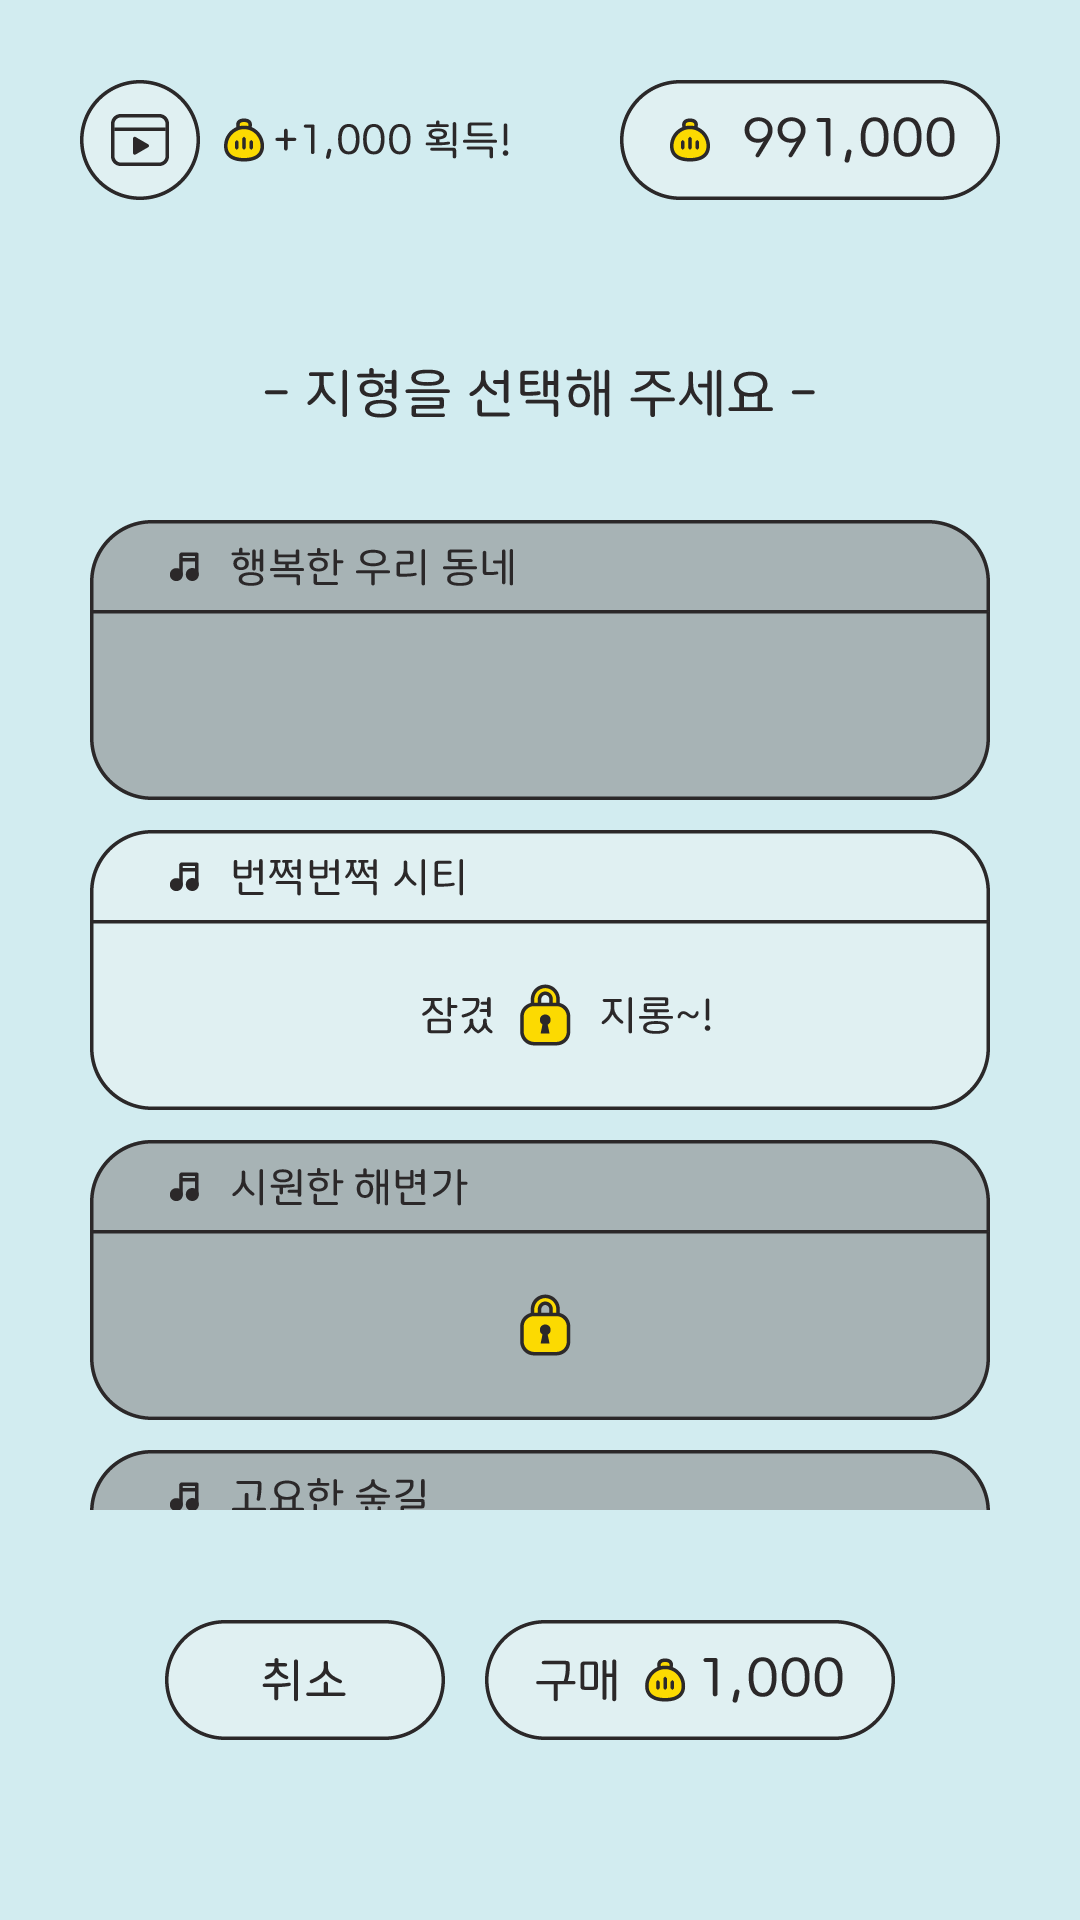 +1,000 획득!
991,000
- 지형을 선택해 주세요 -
행복한 우리 동네
번쩍번쩍 시티
잠겼 지롱~!
시원한 해변가
고요한 숲길
취소
구매 1,000